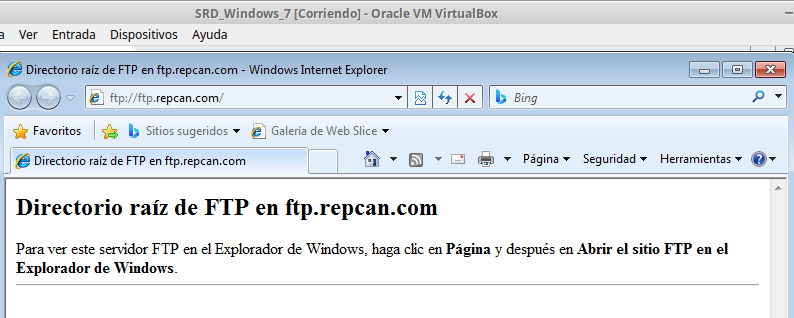 SRD_Windows_7 [Corriendo] - Oracle VM VirtualBox
Ver Entrada Dispositivos Ayuda
Directorio raíz de FTP en ftp.repcan.com - Windows Internet Explorer
ftp://ftp.repcan.com/ Bing
Favoritos Sitios sugeridos Galería de Web Slice
Directorio raíz de FTP en ftp.repcan.com Página Seguridad Herramientas
Directorio raíz de FTP en ftp.repcan.com
Para ver este servidor FTP en el Explorador de Windows, haga clic en Página y después en Abrir el sitio FTP en el
Explorador de Windows.